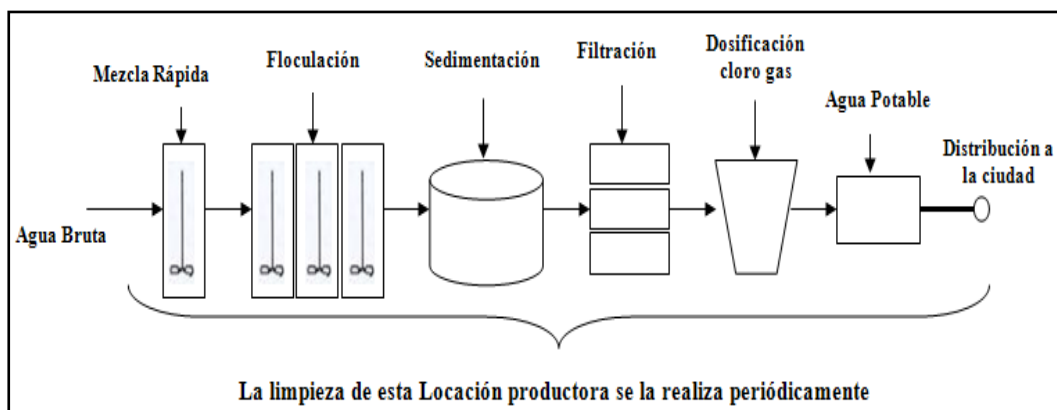 Mezcla Rápida
Floculación
Sedimentación
Filtración
Dosificación
cloro gas
Agua Potable
Distribución a
la ciudad
Agua Bruta
La limpieza de esta Locación productora se la realiza periódicamente